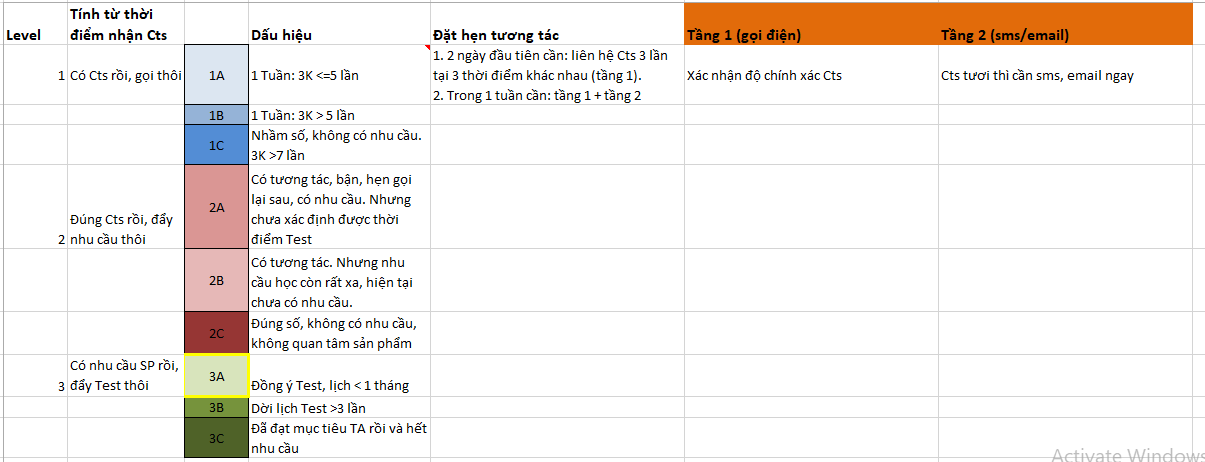 Level
Tính từ thời
điểm nhận Cts
Dấu hiệu
Đặt hẹn tương tác
Tầng 1 (gọi điện)
Tầng 2 (sms/email)
1
Có Cts rồi, gọi thôi
1A
1 Tuần: 3K <=5 lần
1. 2 ngày đầu tiên cần: liên hệ Cts 3 lần
tại 3 thời điểm khác nhau (tầng 1).
2. Trong 1 tuần cần: tầng 1 + tầng 2
Xác nhận độ chính xác Cts
Cts tươi thì cần sms, email ngay
1B
1 Tuần: 3K > 5 lần
1C
Nhầm số, không có nhu cầu.
3K >7 lần
2
Đúng Cts rồi, đẩy
nhu cầu thôi
2A
Có tương tác, bận, hẹn gọi
lại sau, có nhu cầu. Nhưng
chưa xác định được thời
điểm Test
2B
Có tương tác. Nhưng nhu
cầu học còn rất xa, hiện tại
chưa có nhu cầu.
2C
Đúng số, không có nhu cầu,
không quan tâm sản phẩm
3
Có nhu cầu SP rồi,
đẩy Test thôi
3A
Đồng ý Test, lịch < 1 tháng
3B
Dời lịch Test >3 lần
3C
Đã đạt mục tiêu TA rồi và hết
nhu cầu
Activate Windows